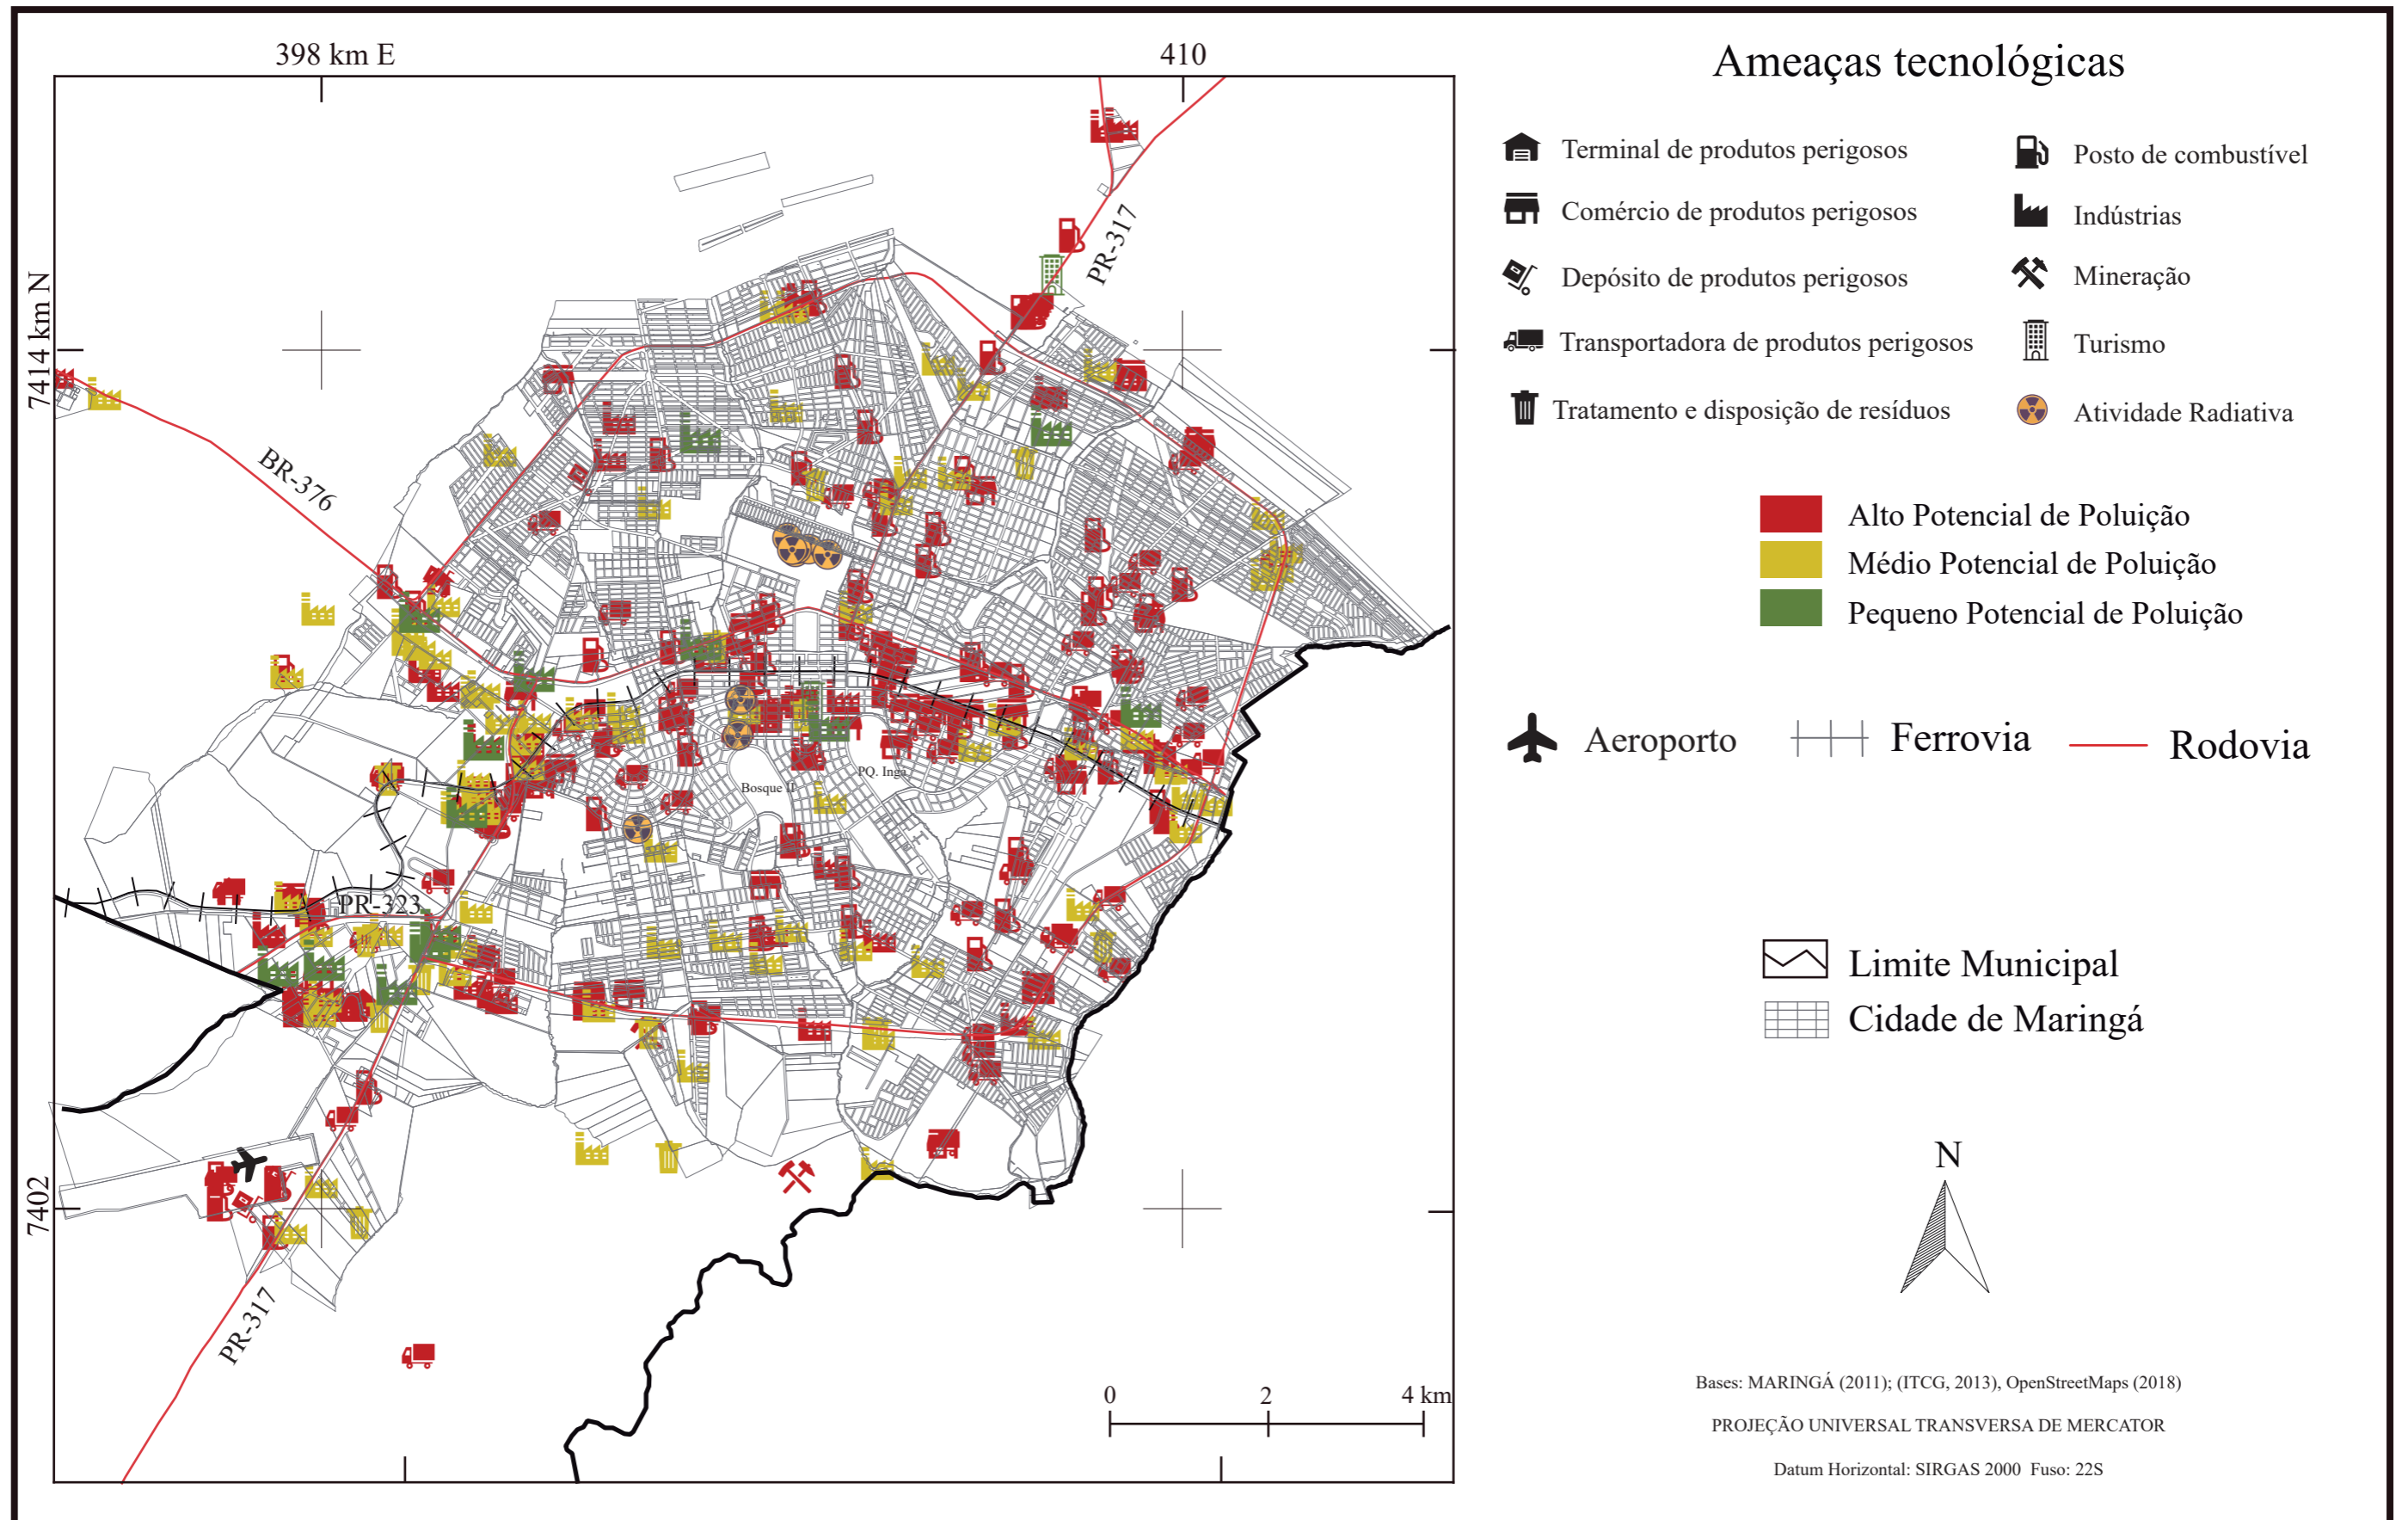 398 km E
410
7414 km N
7402
PR-317
BR-376
PQ. Ingá
Bosque II
PR-323
PR-317
0
2
4 km
Ameaças tecnológicas
Terminal de produtos perigosos
Posto de combustível
Comércio de produtos perigosos
Indústrias
Depósito de produtos perigosos
Mineração
Transportadora de produtos perigosos
Turismo
Tratamento e disposição de resíduos
Atividade Radiativa
Alto Potencial de Poluição
Médio Potencial de Poluição
Pequeno Potencial de Poluição
Aeroporto
Ferrovia
Rodovia
Limite Municipal
Cidade de Maringá
N
Bases: MARINGÁ (2011); (ITCG, 2013), OpenStreetMaps (2018)
PROJEÇÃO UNIVERSAL TRANSVERSA DE MERCATOR
Datum Horizontal: SIRGAS 2000 Fuso: 22S